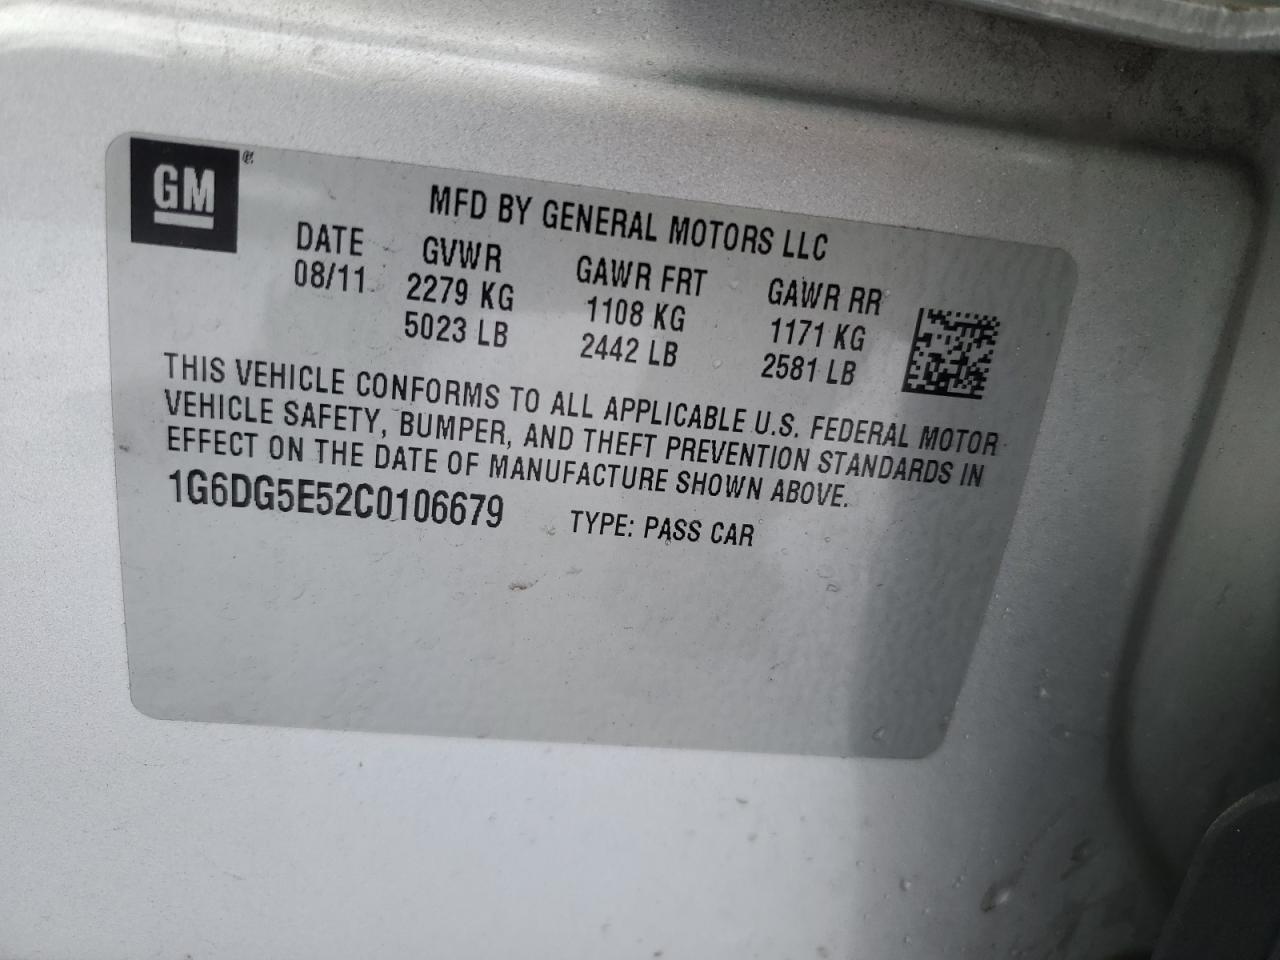 GM
MFD BY GENERAL MOTORS LLC
DATE GVWR GAWR FRT GAWR RR
08/11 2279 KG 1108 KG 1171 KG
5023 LB 2442 LB 2581 LB
THIS VEHICLE CONFORMS TO ALL APPLICABLE U.S. FEDERAL MOTOR
VEHICLE SAFETY, BUMPER, AND THEFT PREVENTION STANDARDS IN
EFFECT ON THE DATE OF MANUFACTURE SHOWN ABOVE.
1G6DG5E52C0106679 TYPE: PASS CAR